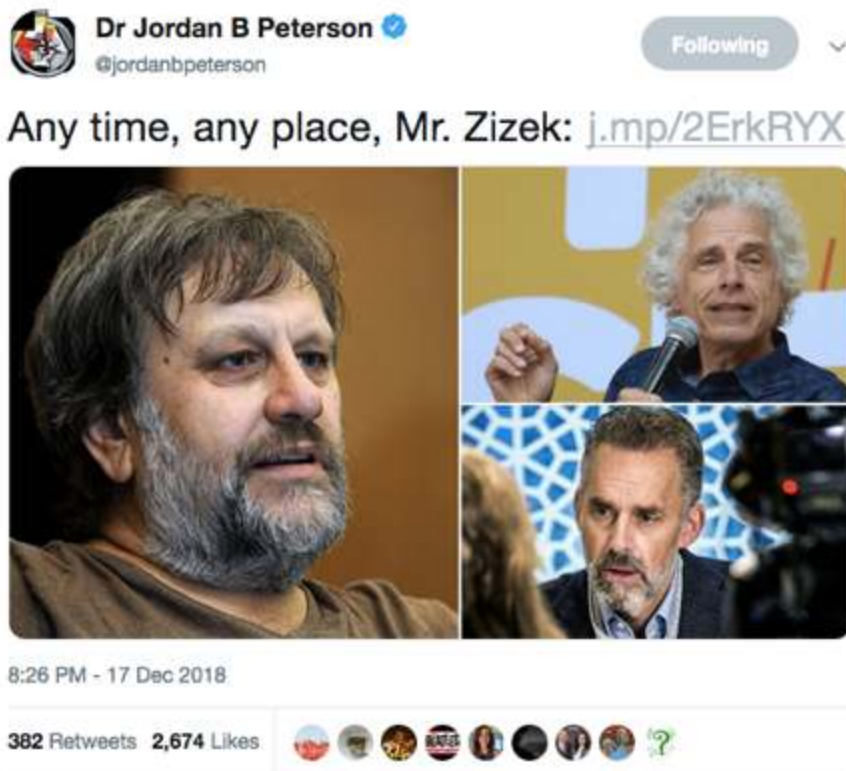 Dr Jordan B Peterson
Following
@jordanbpeterson
Any time, any place, Mr. Zizek: j.mp/2ErkRYX
8:26 PM - 17 Dec 2018
382 Retweets 2,674 Likes
BEATLES